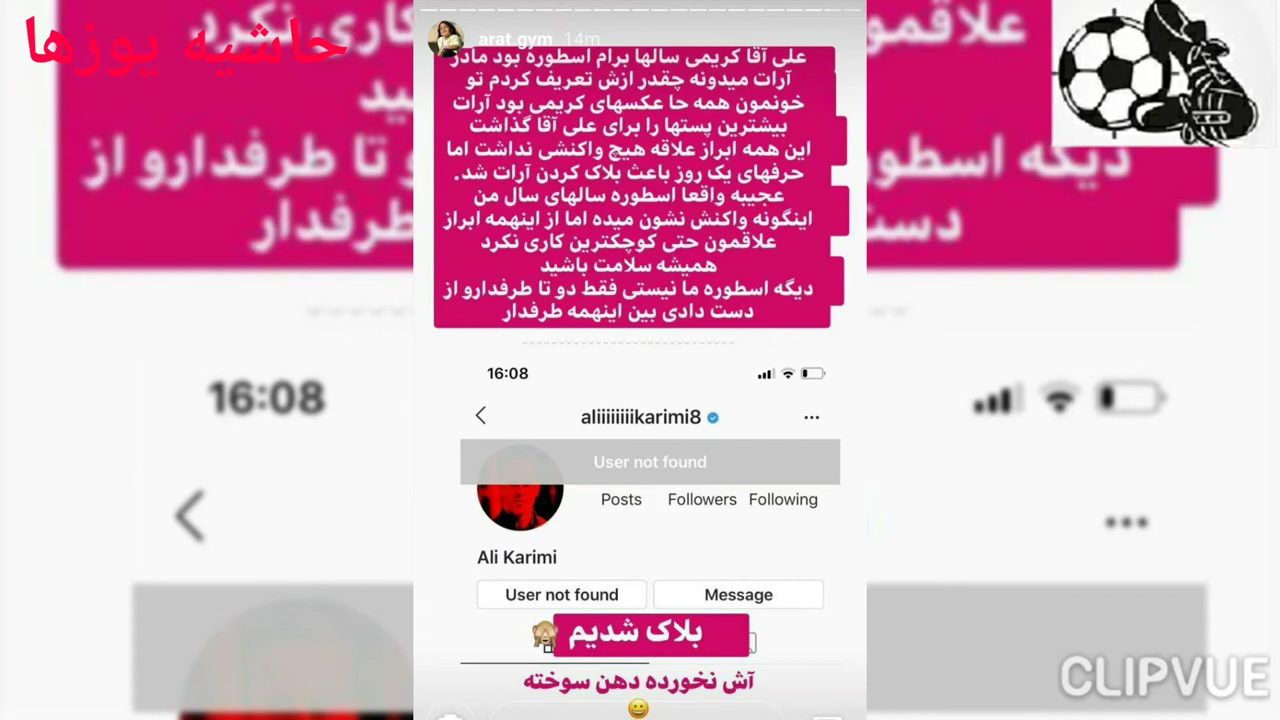 حاشیه یوزها
arat.gym 14m
علی آقا کریمی سالها برام اسطوره بود مادر
آرات میدونه چقدر ازش تعریف کردم تو
خونمون همه حا عکسهای کریمی بود آرات
بیشترین پستها را برای علی آقا گذاشت
این همه ابراز علاقه هیچ واکنشی نداشت اما
حرفهای یک روز باعث بلاک کردن آرات شد.
عجیبه واقعا اسطوره سالهای سال من
اینگونه واکنش نشون میده اما از اینهمه ابراز
علاقمون حتی کوچکترین کاری نکرد
همیشه سلامت باشید
دیگه اسطوره ما نیستی فقط دو تا طرفدارو از
دست دادی بین اینهمه طرفدار
16:08
aliiiiiiiikarimi8
User not found
Posts Followers Following
Ali Karimi
User not found Message
بلاک شدیم 🙈
آش نخورده دهن سوخته
😀
CLIPVUE